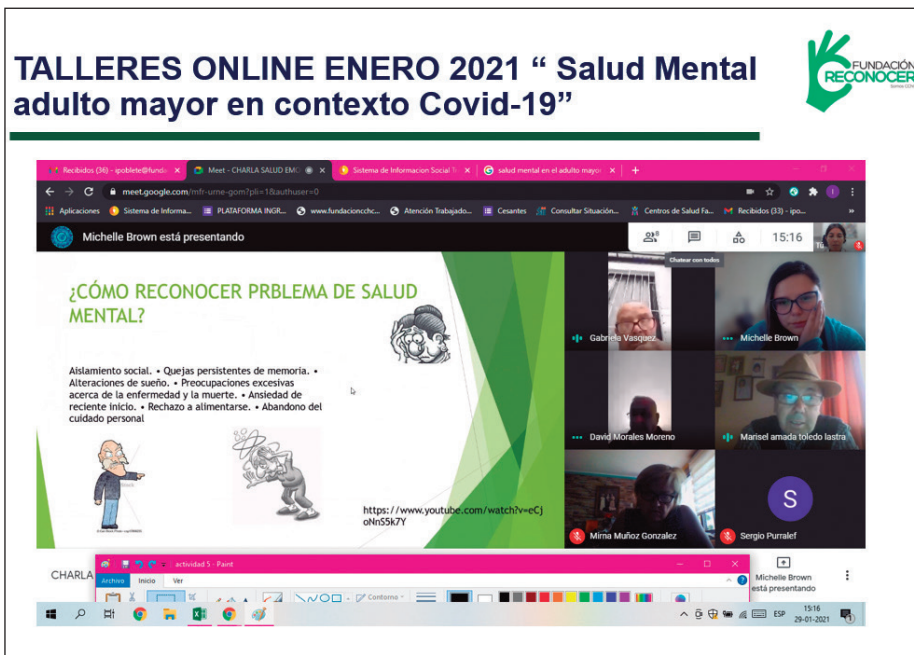 TALLERES ONLINE ENERO 2021 “ Salud Mental
adulto mayor en contexto Covid-19”
FUNDACIÓN
RECONOCER
Recibidos (36) - ipoblete@funda
Meet - CHARLA SALUD EMO
Sistema de Informacion Social
salud mental en el adulto mayor
meet.google.com/mfr-urne-gom?pli=1&authuser=0
Aplicaciones
Sistema de Informa...
PLATAFORMA INGR...
www.fundacioncchc...
Atención Trabajado...
Cesantes
Consultar Situación...
Centros de Salud Fa...
Recibidos (33) - ipo...
Michelle Brown está presentando
15:16
Tú
Chatear con todos
¿CÓMO RECONOCER PRBLEMA DE SALUD
MENTAL?
Aislamiento social. • Quejas persistentes de memoria. •
Alteraciones de sueño. • Preocupaciones excesivas
acerca de la enfermedad y la muerte. • Ansiedad de
reciente inicio. • Rechazo a alimentarse. • Abandono del
cuidado personal
https://www.youtube.com/watch?v=eCj
oNnS5k7Y
Gabriela Vasquez
Michelle Brown
David Morales Moreno
Marisel amada toledo lastra
S
Mirna Muñoz Gonzalez
Sergio Purralef
CHARLA
actividad 5 - Paint
Archivo
Inicio
Ver
Contorno
Michelle Brown
está presentando
ESP
15:16
29-01-2021